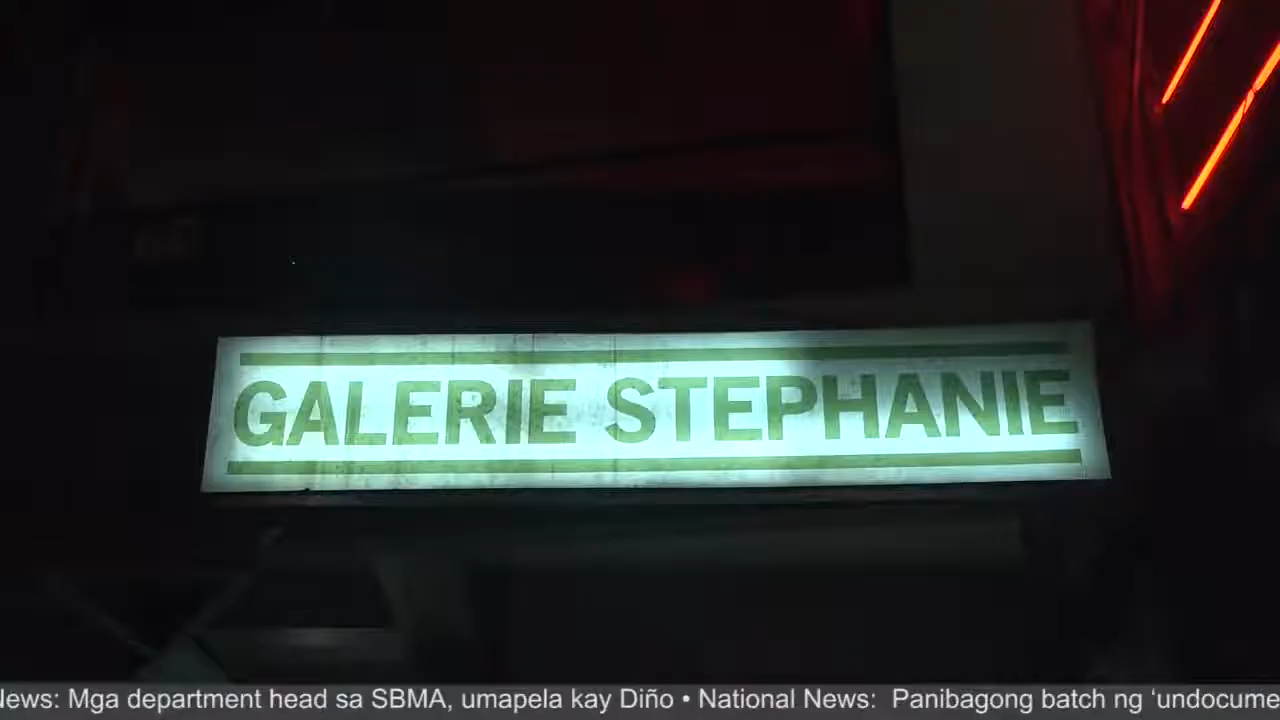 GALERIE STEPHANIE
News: Mga department head sa SBMA, umapela kay Diño • National News: Panibagong batch ng ‘undocume